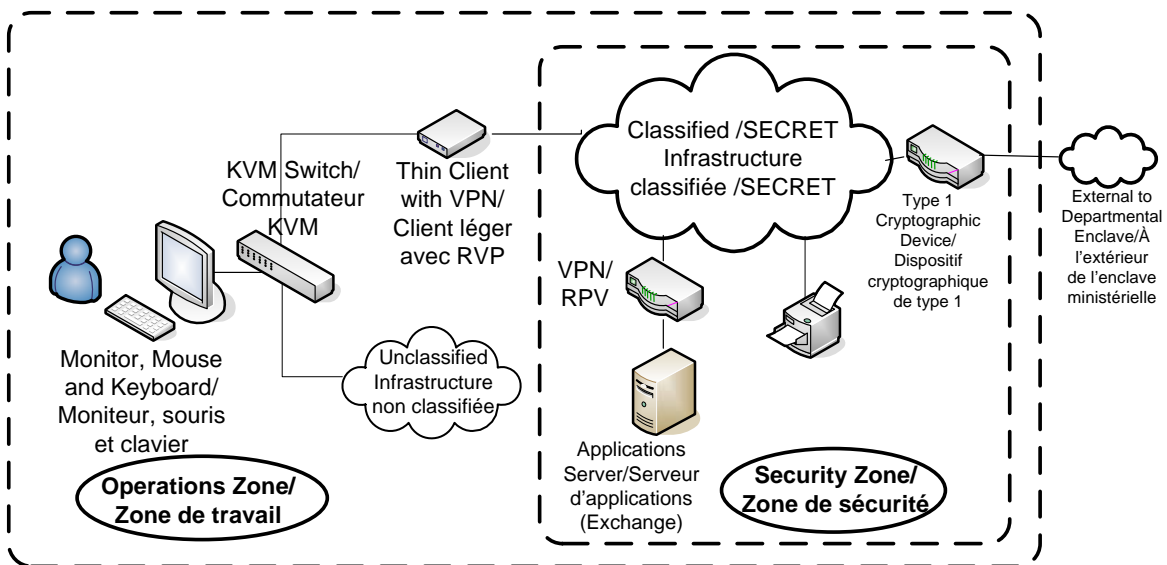 KVM Switch/
Commutateur
KVM
Thin Client
with VPN/
Client léger
avec RVP
Classified /SECRET
Infrastructure
classifiée /SECRET
Type 1
Cryptographic
Device/
Dispositif
cryptographique
de type 1
External to
Departmental
Enclave/À
l’extérieur
de l’enclave
ministérielle
VPN/
RPV
Monitor, Mouse
and Keyboard/
Moniteur, souris
et clavier
Unclassified
Infrastructure
non classifiée
Applications
Server/Serveur
d’applications
(Exchange)
Operations Zone/
Zone de travail
Security Zone/
Zone de sécurité